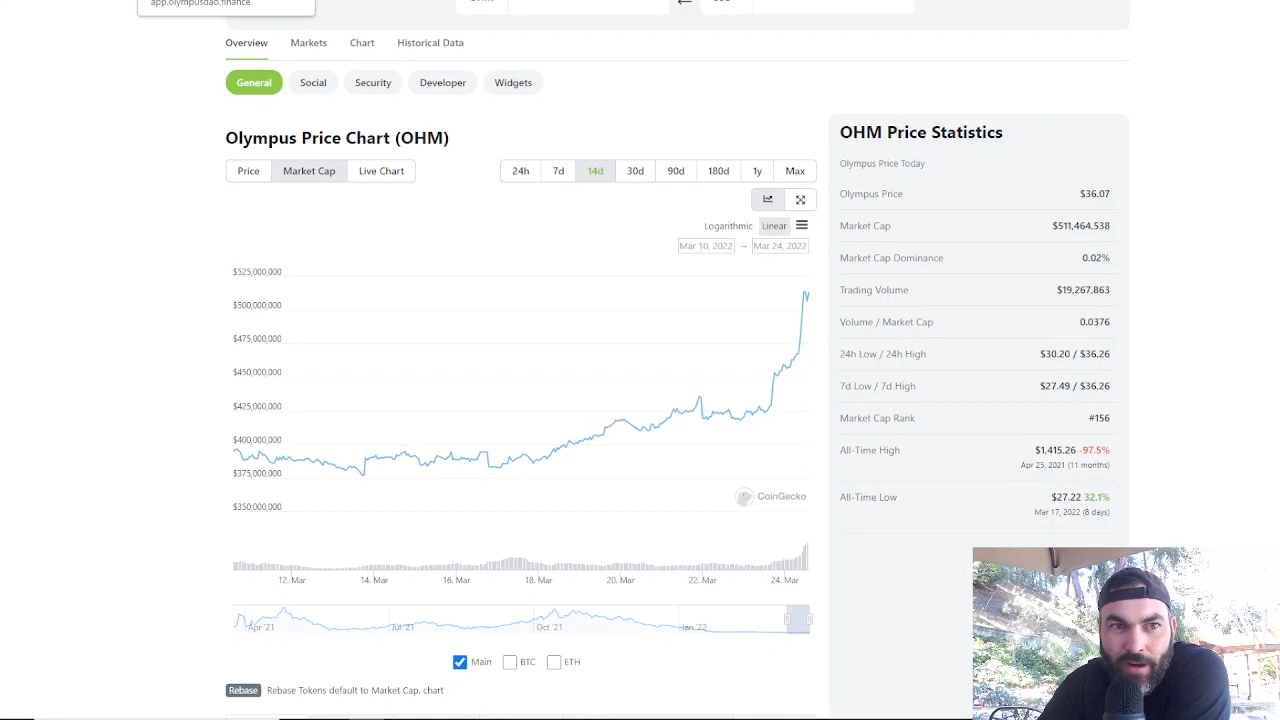 app.olympusdao.finance
Overview Markets Chart Historical Data
General Social Security Developer Widgets
Olympus Price Chart (OHM)
Price Market Cap Live Chart 24h 7d 14d 30d 90d 180d 1y Max
Logarithmic Linear
Mar 10, 2022 → Mar 24, 2022
$525,000,000
$500,000,000
$475,000,000
$450,000,000
$425,000,000
$400,000,000
$375,000,000
$350,000,000
CoinGecko
12. Mar 14. Mar 16. Mar 18. Mar 20. Mar 22. Mar 24. Mar
Apr '21 Jul '21 Oct '21 Jan '22
Main BTC ETH
Rebase Rebase Tokens default to Market Cap. chart
OHM Price Statistics
Olympus Price Today
Olympus Price $36.07
Market Cap $511,464,538
Market Cap Dominance 0.02%
Trading Volume $19,267,863
Volume / Market Cap 0.0376
24h Low / 24h High $30.20 / $36.26
7d Low / 7d High $27.49 / $36.26
Market Cap Rank #156
All-Time High $1,415.26 -97.5%
Apr 25, 2021 (11 months)
All-Time Low $27.22 32.1%
Mar 17, 2022 (8 days)